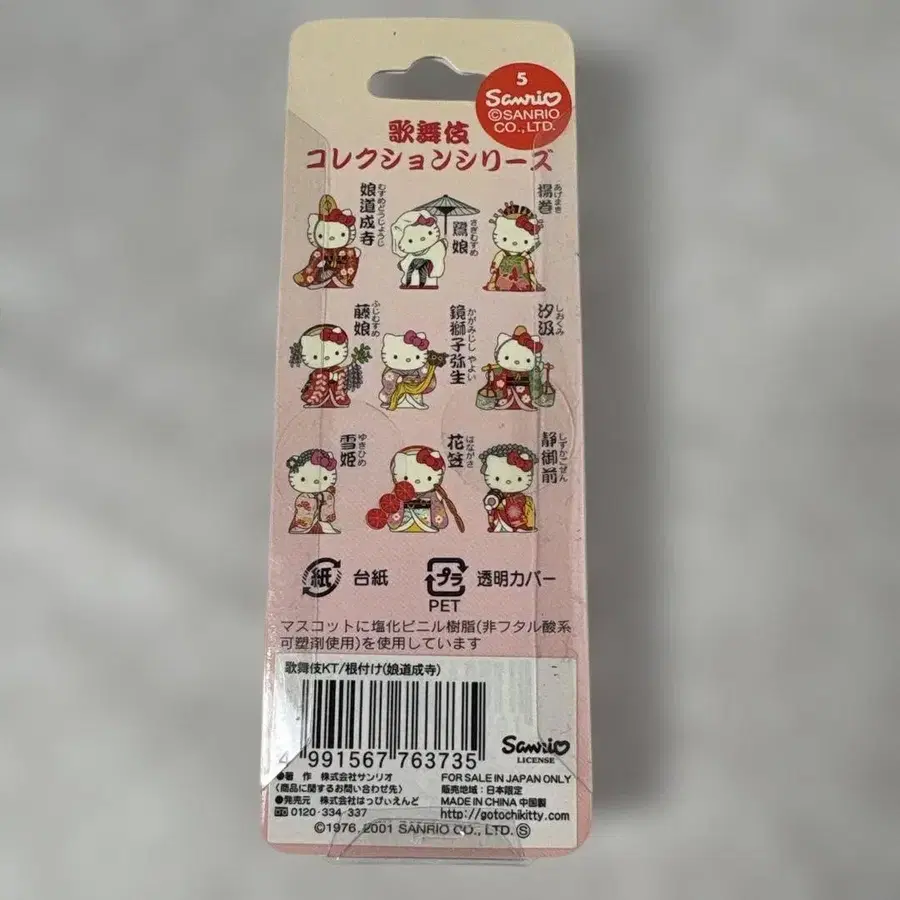 5
Sanrio
©SANRIO
CO.,LTD.
歌舞伎
コレクションシリーズ
娘道成寺
むすめどうじょうじ
鷺娘
さぎむすめ
揚巻
あげまき
藤娘
ふじむすめ
鏡獅子弥生
かがみじし やよい
汐汲
しおくみ
雪姫
ゆきひめ
花笠
はながさ
静御前
しずかごぜん
紙 台紙
プラ 透明カバー
PET
マスコットに塩化ビニル樹脂(非フタル酸系
可塑剤使用)を使用しています
歌舞伎KT/根付け(娘道成寺)
4 991567 763735
Sanrio
LICENSE
●著 作 株式会社サンリオ
〈商品に関するお問い合わせ先〉
●発売元 株式会社はっぴぃえんど
0120-334-337
FOR SALE IN JAPAN ONLY
販売地域：日本限定
MADE IN CHINA 中国製
http://gotochikitty.com
©1976, 2001 SANRIO CO., LTD. Ⓢ